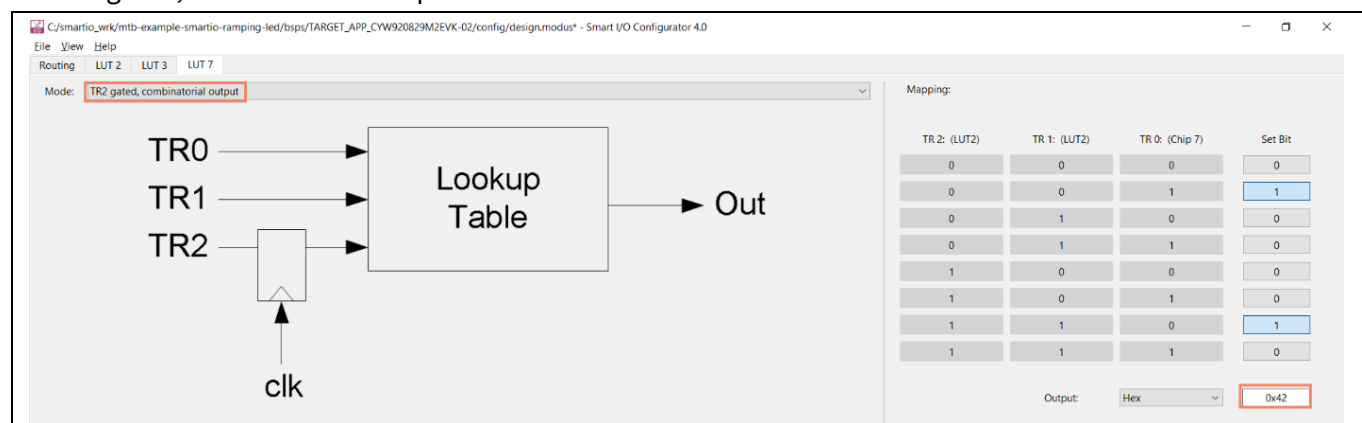 C:/smartio_wrk/mtb-example-smartio-ramping-led/bsps/TARGET_APP_CYW920829M2EVK-02/config/design.modus* - Smart I/O Configurator 4.0
File View Help
Routing LUT 2 LUT 3 LUT 7
Mode: TR2 gated, combinatorial output
TR0
TR1
TR2
Lookup
Table
Out
clk
Mapping:
TR 2: (LUT2) TR 1: (LUT2) TR 0: (Chip 7) Set Bit
0 0 0 0
0 0 1 1
0 1 0 0
0 1 1 0
1 0 0 0
1 0 1 0
1 1 0 1
1 1 1 0
Output: Hex 0x42